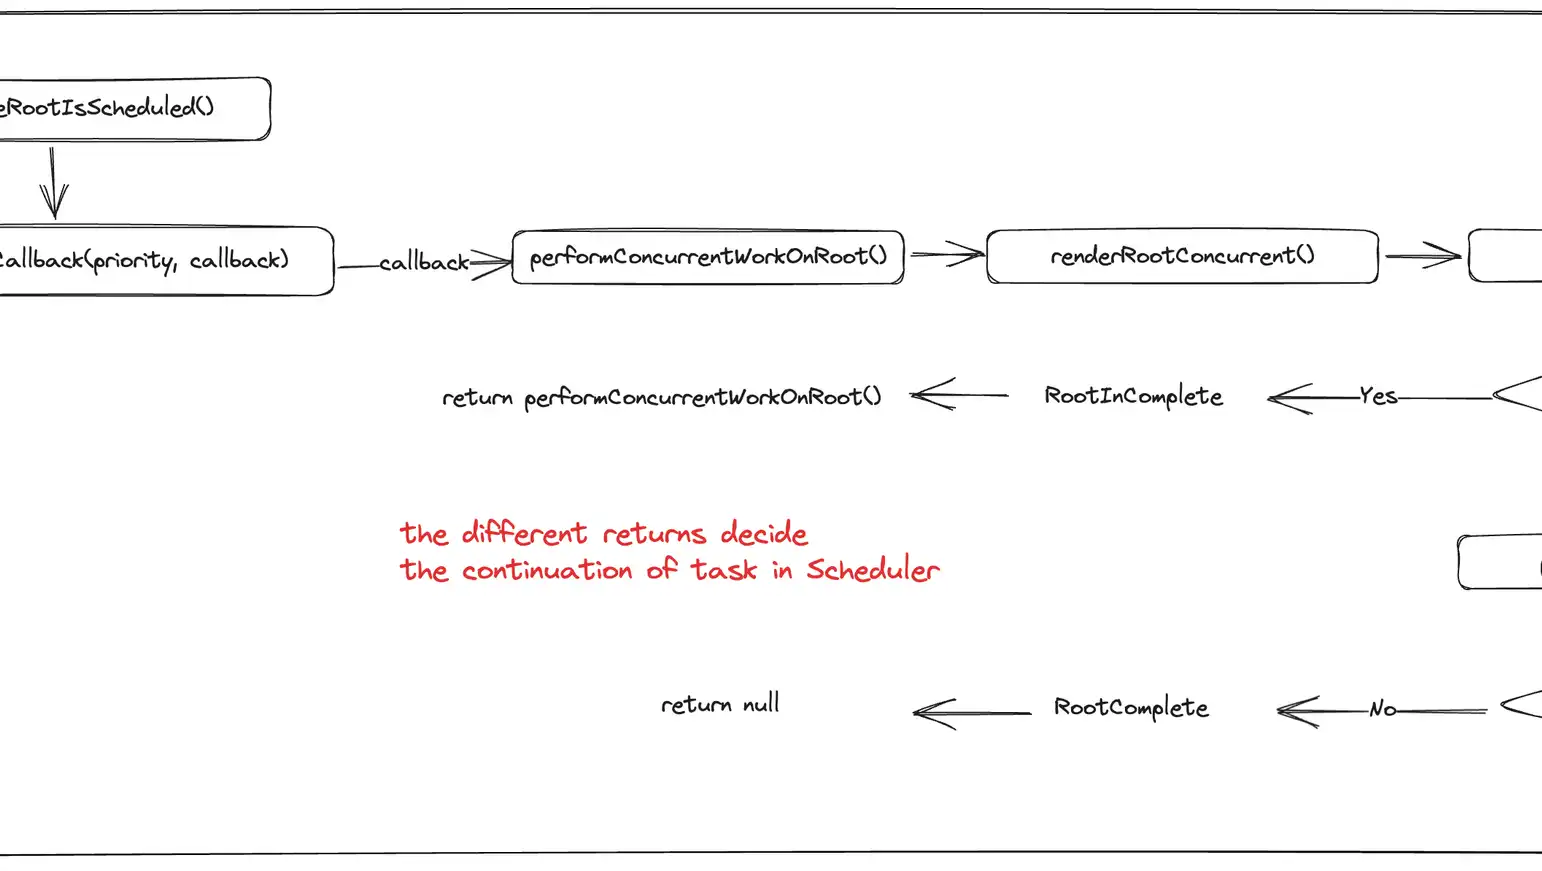 eRootIsScheduled()
Callback(priority, callback)
callback
performConcurrentWorkOnRoot()
renderRootConcurrent()
return performConcurrentWorkOnRoot()
RootInComplete
Yes
the different returns decide
the continuation of task in Scheduler
return null
RootComplete
No